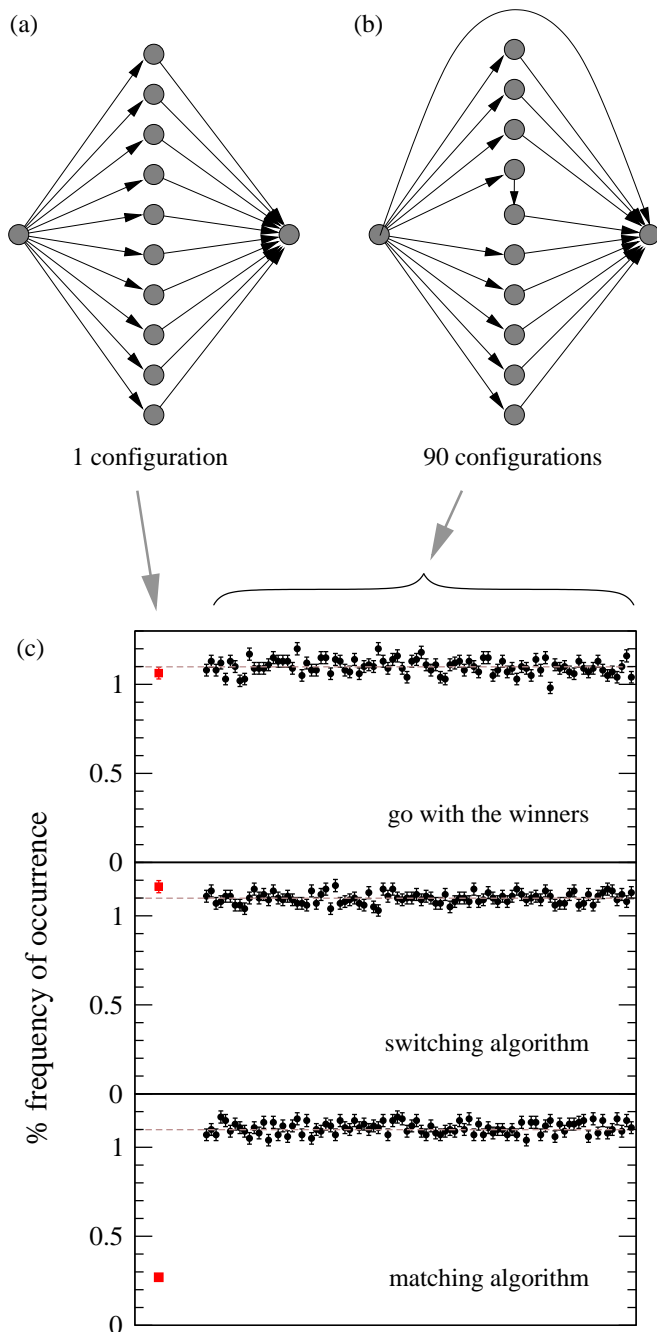 (a)
(b)
1 configuration
90 configurations
(c)
% frequency of occurrence
1
0.5
0
go with the winners
1
0.5
0
switching algorithm
1
0.5
0
matching algorithm